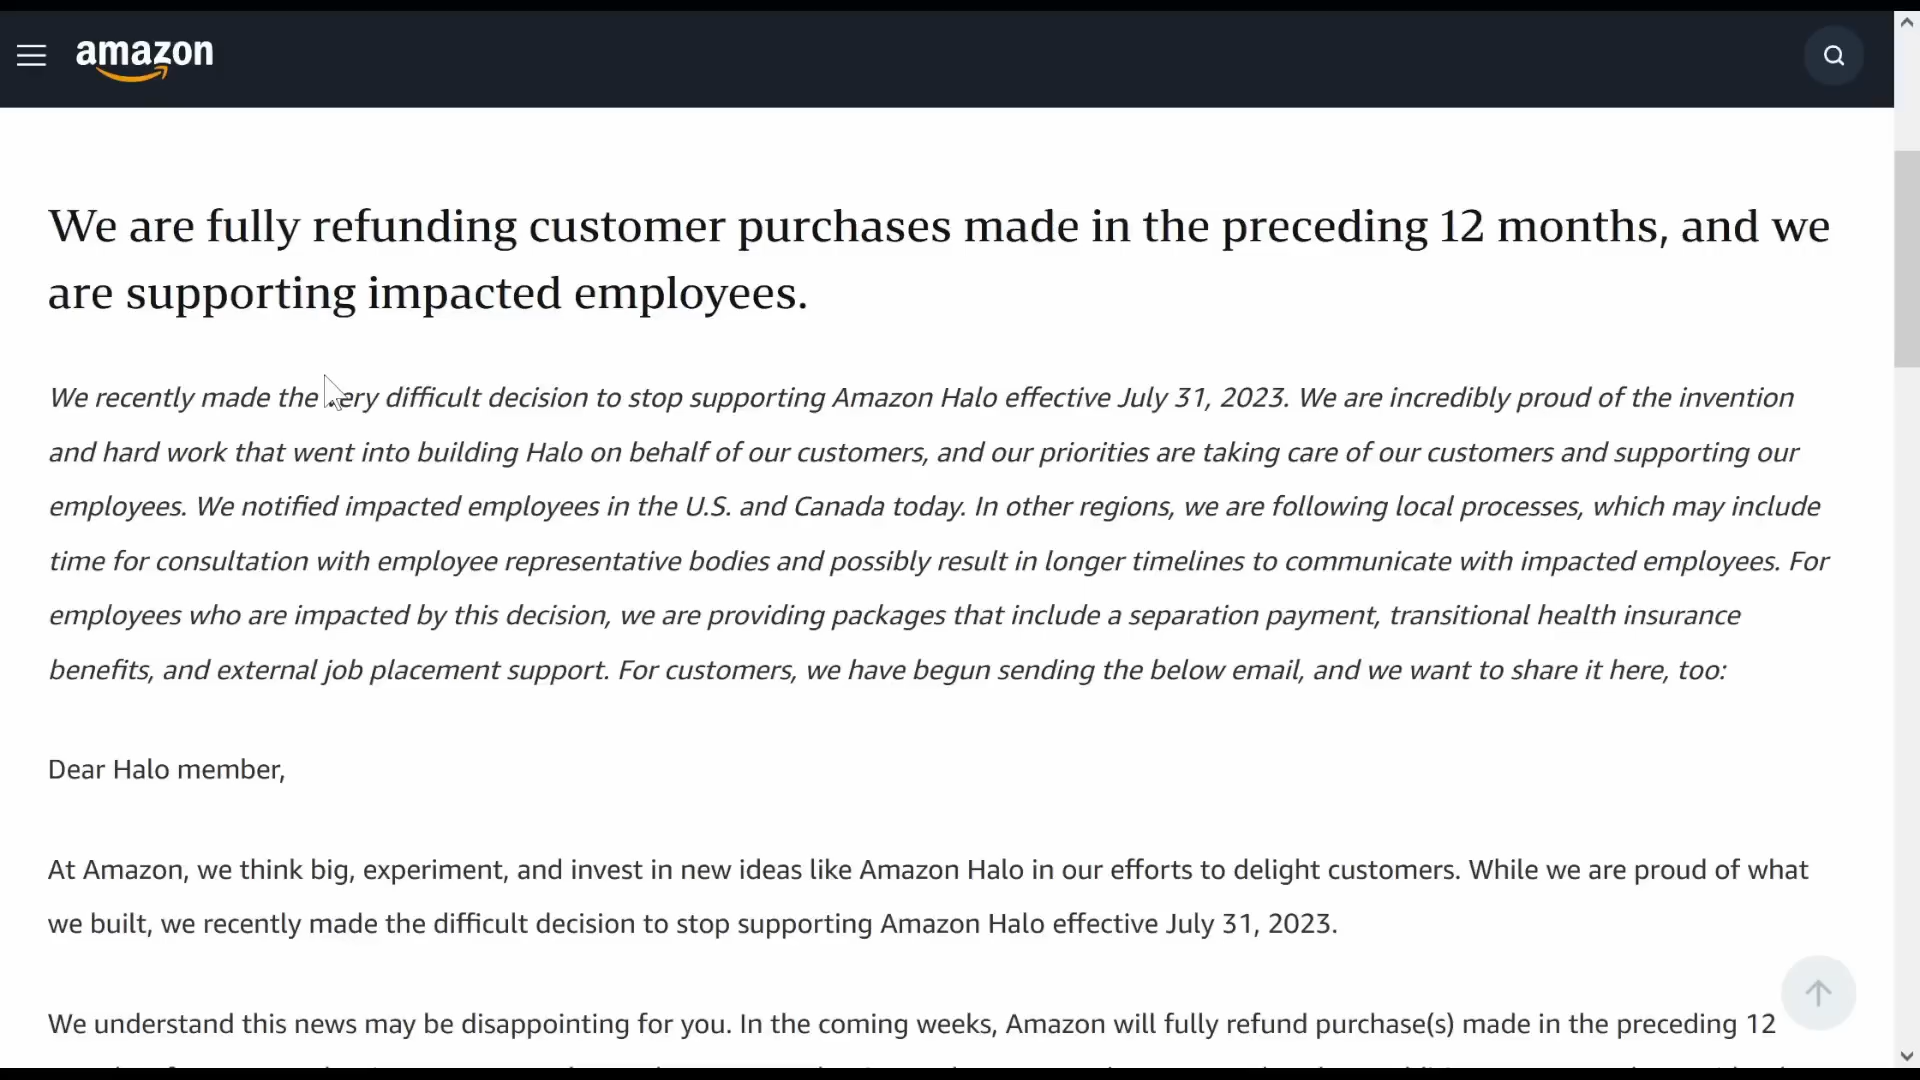 amazon
We are fully refunding customer purchases made in the preceding 12 months, and we
are supporting impacted employees.
We recently made the very difficult decision to stop supporting Amazon Halo effective July 31, 2023. We are incredibly proud of the invention
and hard work that went into building Halo on behalf of our customers, and our priorities are taking care of our customers and supporting our
employees. We notified impacted employees in the U.S. and Canada today. In other regions, we are following local processes, which may include
time for consultation with employee representative bodies and possibly result in longer timelines to communicate with impacted employees. For
employees who are impacted by this decision, we are providing packages that include a separation payment, transitional health insurance
benefits, and external job placement support. For customers, we have begun sending the below email, and we want to share it here, too:
Dear Halo member,
At Amazon, we think big, experiment, and invest in new ideas like Amazon Halo in our efforts to delight customers. While we are proud of what
we built, we recently made the difficult decision to stop supporting Amazon Halo effective July 31, 2023.
We understand this news may be disappointing for you. In the coming weeks, Amazon will fully refund purchase(s) made in the preceding 12